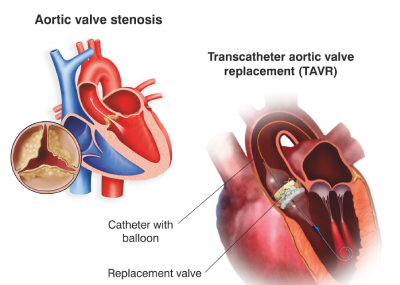 Aortic valve stenosis
Transcatheter aortic valve
replacement (TAVR)
Catheter with
balloon
Replacement valve